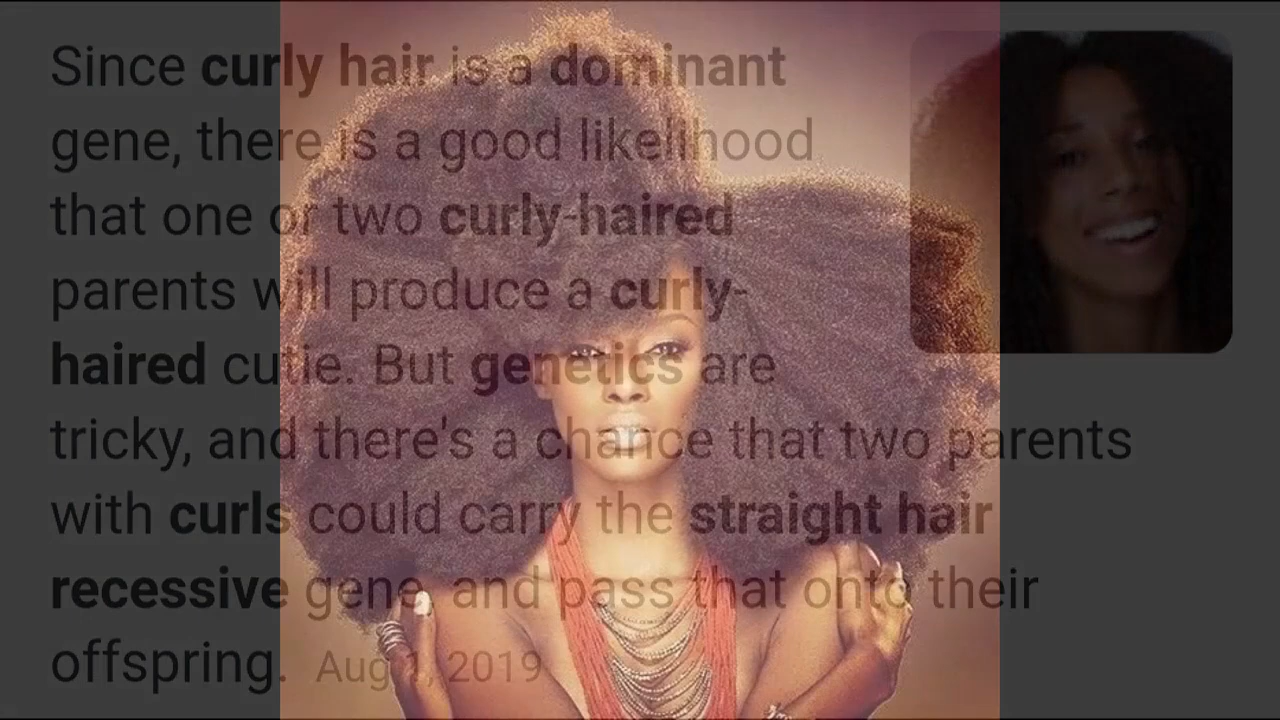 Since curly hair is a dominant
gene, there is a good likelihood
that one or two curly-haired
parents will produce a curly-
haired cutie. But genetics are
tricky, and there's a chance that two parents
with curls could carry the straight hair
recessive gene, and pass that onto their
offspring. Aug 1, 2019